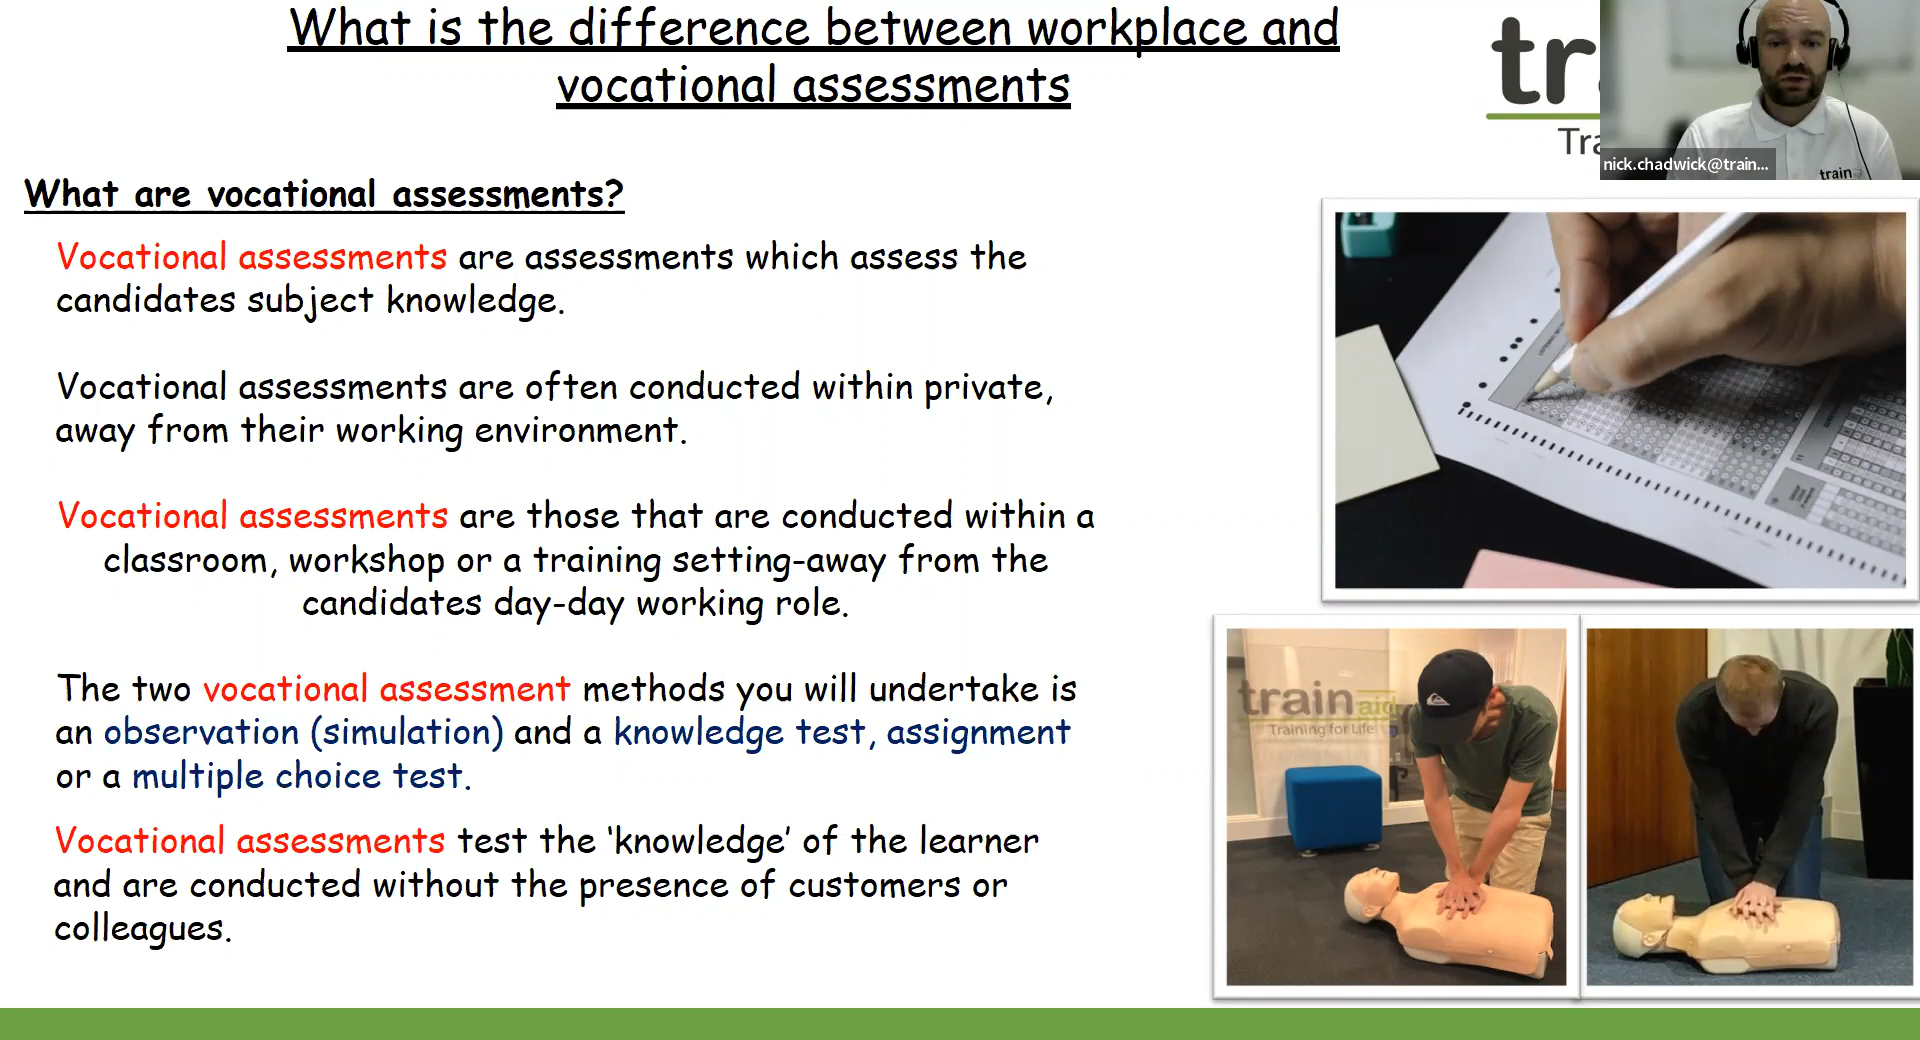 What is the difference between workplace and
vocational assessments
tr
Tra
nick.chadwick@train...
train
What are vocational assessments?
Vocational assessments are assessments which assess the
candidates subject knowledge.
Vocational assessments are often conducted within private,
away from their working environment.
Vocational assessments are those that are conducted within a
classroom, workshop or a training setting-away from the
candidates day-day working role.
The two vocational assessment methods you will undertake is
an observation (simulation) and a knowledge test, assignment
or a multiple choice test.
Vocational assessments test the ‘knowledge’ of the learner
and are conducted without the presence of customers or
colleagues.
train aid
Training for Life